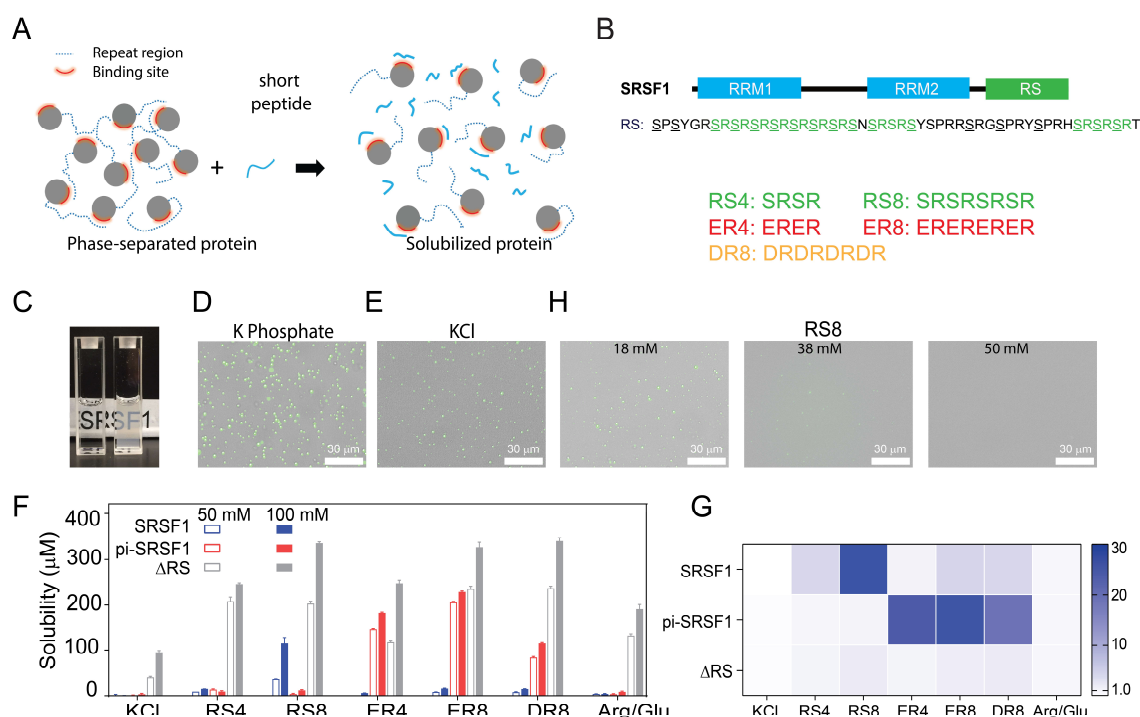 A
Repeat region
Binding site
short
peptide
+
Phase-separated protein
Solubilized protein
B
SRSF1
RRM1
RRM2
RS
RS: SPSYGRSRSRSRSRSRSRSRSNSRSRSYSPRRSRGSPRYSPRHSRSRSRT
RS4: SRSR
RS8: SRSRSRSR
ER4: ERER
ER8: ERERERER
DR8: DRDRDRDR
C
SRSF1
D
K Phosphate
30 μm
E
KCl
30 μm
H
RS8
18 mM
38 mM
50 mM
30 μm
30 μm
30 μm
F
Solubility (μM)
400
300
200
100
0
50 mM
100 mM
SRSF1
pi-SRSF1
ΔRS
KCl
RS4
RS8
ER4
ER8
DR8
Arg/Glu
G
SRSF1
pi-SRSF1
ΔRS
KCl
RS4
RS8
ER4
ER8
DR8
Arg/Glu
30
20
10
1.0